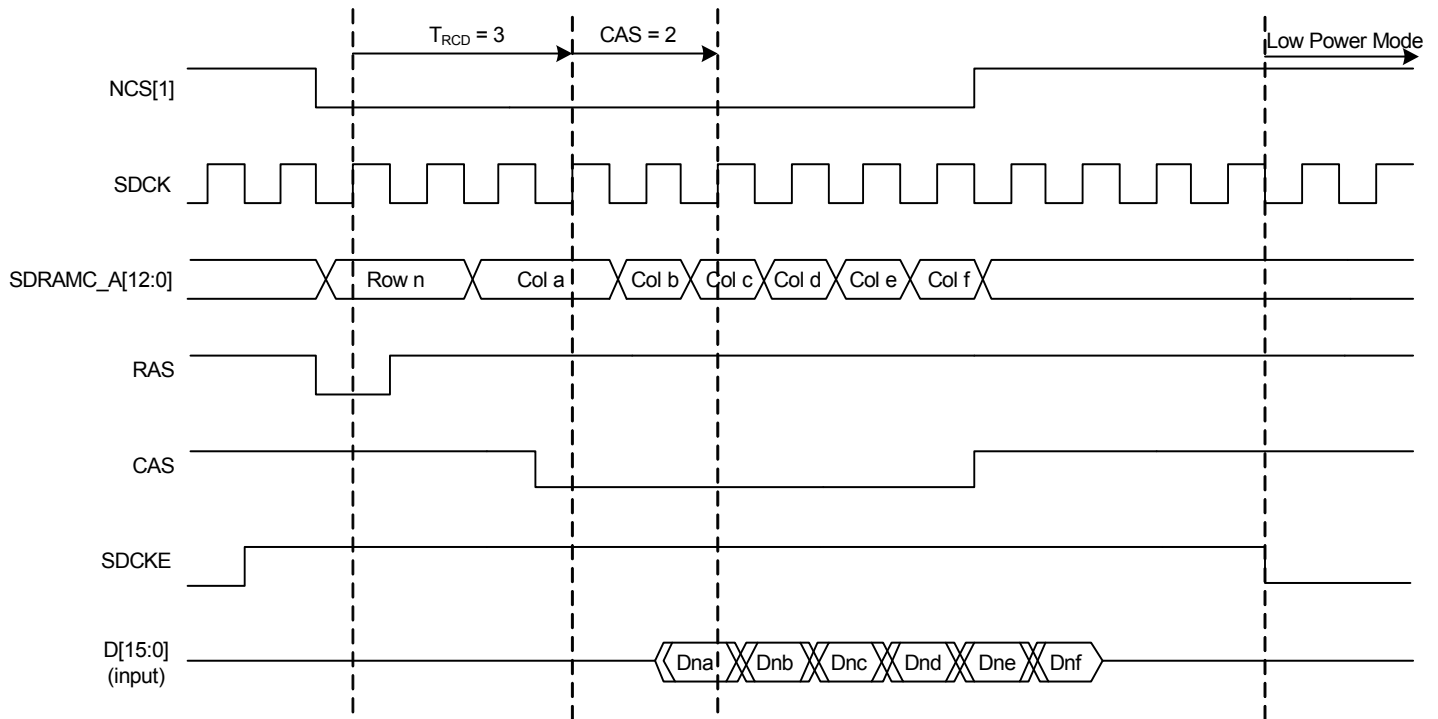 T_RCD = 3
CAS = 2
Low Power Mode
NCS[1]
SDCK
SDRAMC_A[12:0]
Row n
Col a
Col b
Col c
Col d
Col e
Col f
RAS
CAS
SDCKE
D[15:0]
(input)
Dna
Dnb
Dnc
Dnd
Dne
Dnf